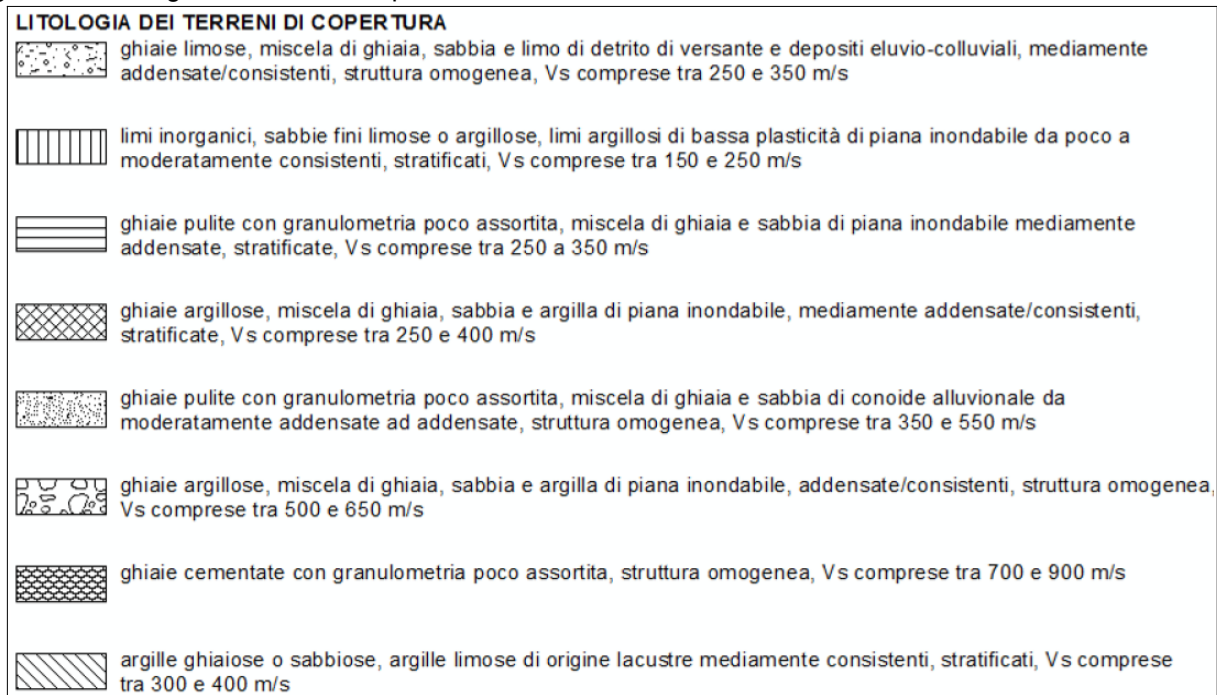 LITOLOGIA DEI TERRENI DI COPERTURA
ghiaie limose, miscela di ghiaia, sabbia e limo di detrito di versante e depositi eluvio-colluviali, mediamente
addensate/consistenti, struttura omogenea, Vs comprese tra 250 e 350 m/s
limi inorganici, sabbie fini limose o argillose, limi argillosi di bassa plasticità di piana inondabile da poco a
moderatamente consistenti, stratificati, Vs comprese tra 150 e 250 m/s
ghiaie pulite con granulometria poco assortita, miscela di ghiaia e sabbia di piana inondabile mediamente
addensate, stratificate, Vs comprese tra 250 a 350 m/s
ghiaie argillose, miscela di ghiaia, sabbia e argilla di piana inondabile, mediamente addensate/consistenti,
stratificate, Vs comprese tra 250 e 400 m/s
ghiaie pulite con granulometria poco assortita, miscela di ghiaia e sabbia di conoide alluvionale da
moderatamente addensate ad addensate, struttura omogenea, Vs comprese tra 350 e 550 m/s
ghiaie argillose, miscela di ghiaia, sabbia e argilla di piana inondabile, addensate/consistenti, struttura omogenea,
Vs comprese tra 500 e 650 m/s
ghiaie cementate con granulometria poco assortita, struttura omogenea, Vs comprese tra 700 e 900 m/s
argille ghiaiose o sabbiose, argille limose di origine lacustre mediamente consistenti, stratificati, Vs comprese
tra 300 e 400 m/s